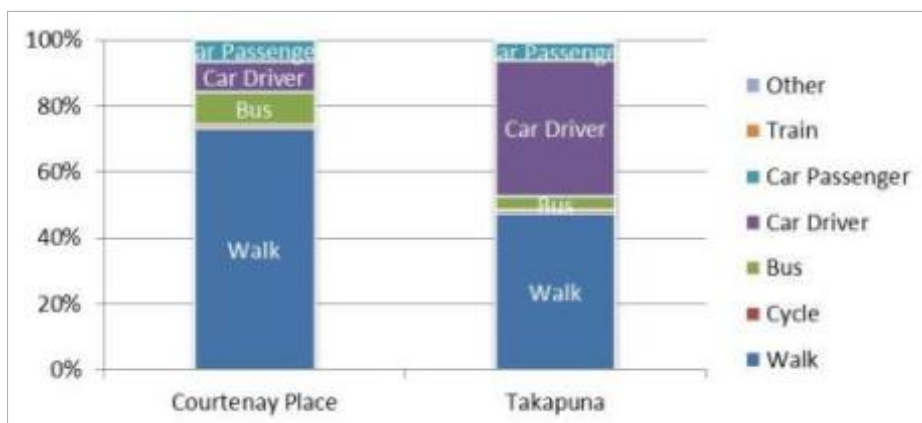 100%
80%
60%
40%
20%
0%
ar Passenge
Car Driver
Bus
Walk
Courtenay Place
ar Passenge
Car Driver
Bus
Walk
Takapuna
Other
Train
Car Passenger
Car Driver
Bus
Cycle
Walk